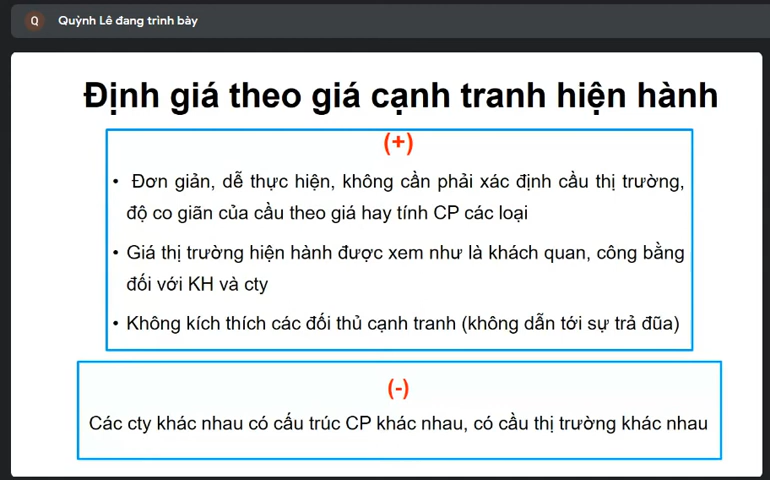 Q Quỳnh Lê đang trình bày
Định giá theo giá cạnh tranh hiện hành
(+)
• Đơn giản, dễ thực hiện, không cần phải xác định cầu thị trường,
độ co giãn của cầu theo giá hay tính CP các loại
• Giá thị trường hiện hành được xem như là khách quan, công bằng
đối với KH và cty
• Không kích thích các đối thủ cạnh tranh (không dẫn tới sự trả đũa)
(-)
Các cty khác nhau có cấu trúc CP khác nhau, có cầu thị trường khác nhau